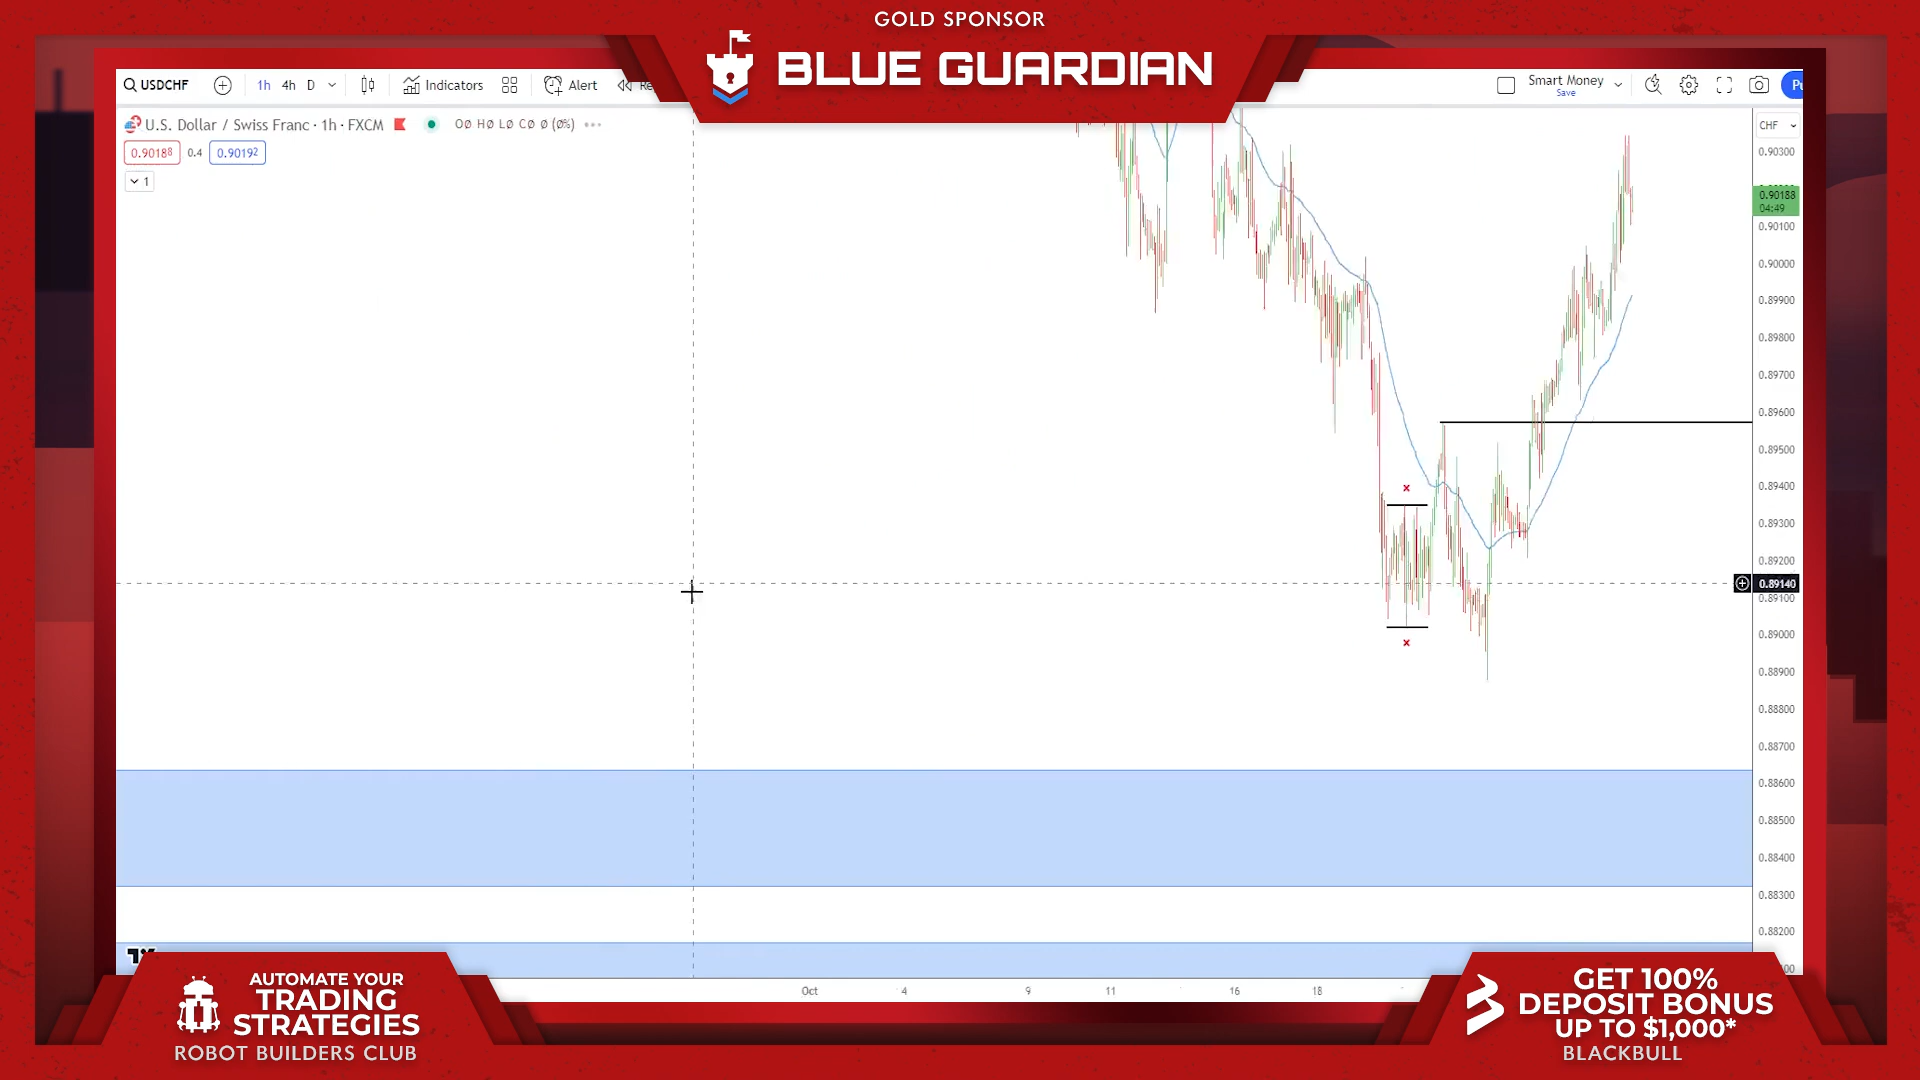 GOLD SPONSOR
BLUE GUARDIAN
USDCHF
1h 4h D
Indicators
Alert
Re
Smart Money
Save
U.S. Dollar / Swiss Franc · 1h · FXCM
OØ HØ LØ CØ Ø (Ø%)
0.90188 0.4 0.90192
1
CHF
0.90300
0.90188
04:49
0.90100
0.90000
0.89900
0.89800
0.89700
0.89600
0.89500
0.89400
0.89300
0.89200
0.89140
0.89100
0.89000
0.88900
0.88800
0.88700
0.88600
0.88500
0.88400
0.88300
0.88200
Oct 4 9 11 16 18
AUTOMATE YOUR
TRADING
STRATEGIES
ROBOT BUILDERS CLUB
GET 100%
DEPOSIT BONUS
UP TO $1,000*
BLACKBULL